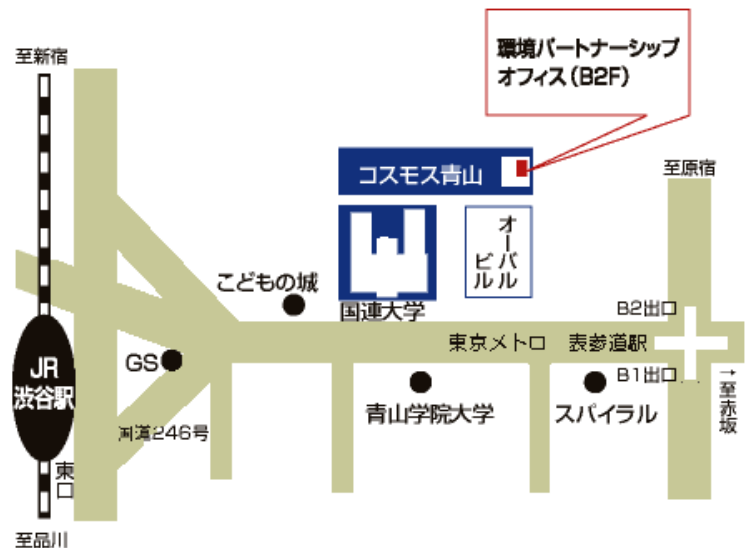 環境パートナーシップ
オフィス(B2F)
至新宿
コスモス青山
至原宿
オーバル
ビル
こどもの城
国連大学
B2出口
東京メトロ 表参道駅
GS
JR
渋谷駅
B1出口
→至赤坂
青山学院大学
スパイラル
国道246号
東口
至品川